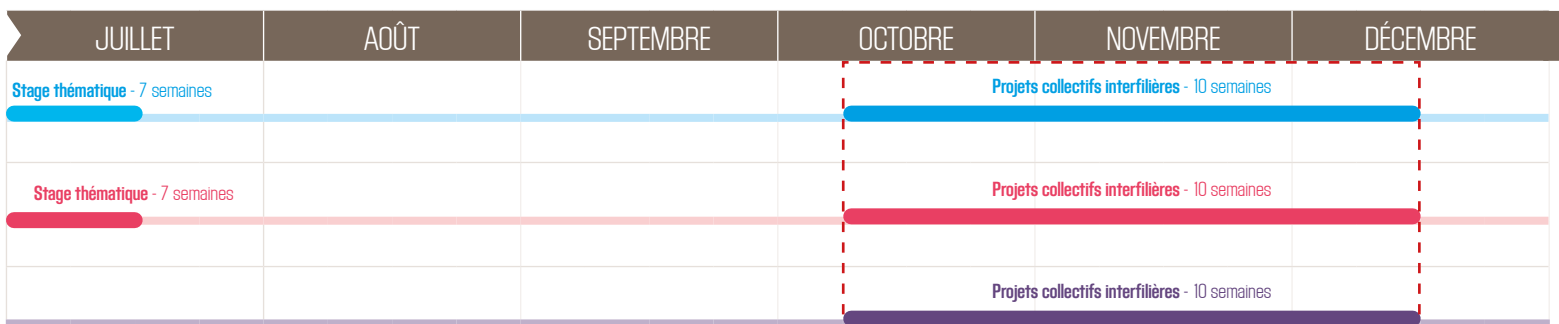 JUILLET AOÛT SEPTEMBRE OCTOBRE NOVEMBRE DÉCEMBRE
Stage thématique - 7 semaines Projets collectifs interfilières - 10 semaines
Stage thématique - 7 semaines Projets collectifs interfilières - 10 semaines
Projets collectifs interfilières - 10 semaines